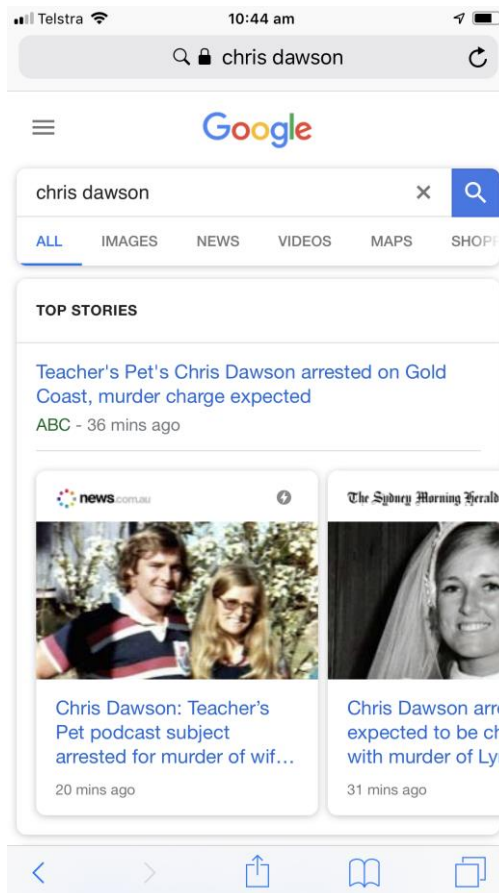 Telstra 10:44 am
chris dawson
Google
chris dawson
ALL IMAGES NEWS VIDEOS MAPS SHOP
TOP STORIES
Teacher's Pet's Chris Dawson arrested on Gold
Coast, murder charge expected
ABC - 36 mins ago
news.com.au
Chris Dawson: Teacher's
Pet podcast subject
arrested for murder of wif...
20 mins ago
The Sydney Morning Herald
Chris Dawson arre
expected to be ch
with murder of Ly
31 mins ago